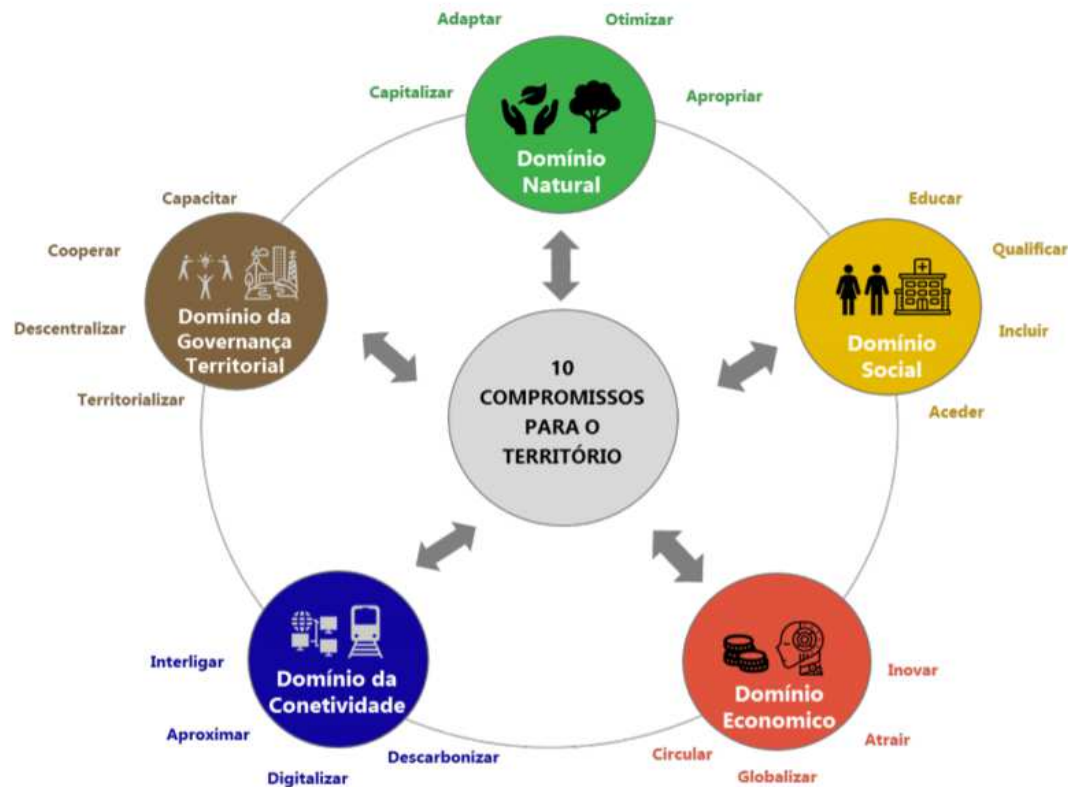 Adaptar
Otimizar
Capitalizar
Apropriar
Domínio
Natural
Educar
Qualificar
Incluir
Aceder
Domínio
Social
Capacitar
Cooperar
Descentralizar
Territorializar
Domínio da
Governança
Territorial
10
COMPROMISSOS
PARA O
TERRITÓRIO
Interligar
Aproximar
Digitalizar
Descarbonizar
Domínio da
Conetividade
Inovar
Atrair
Globalizar
Circular
Domínio
Economico